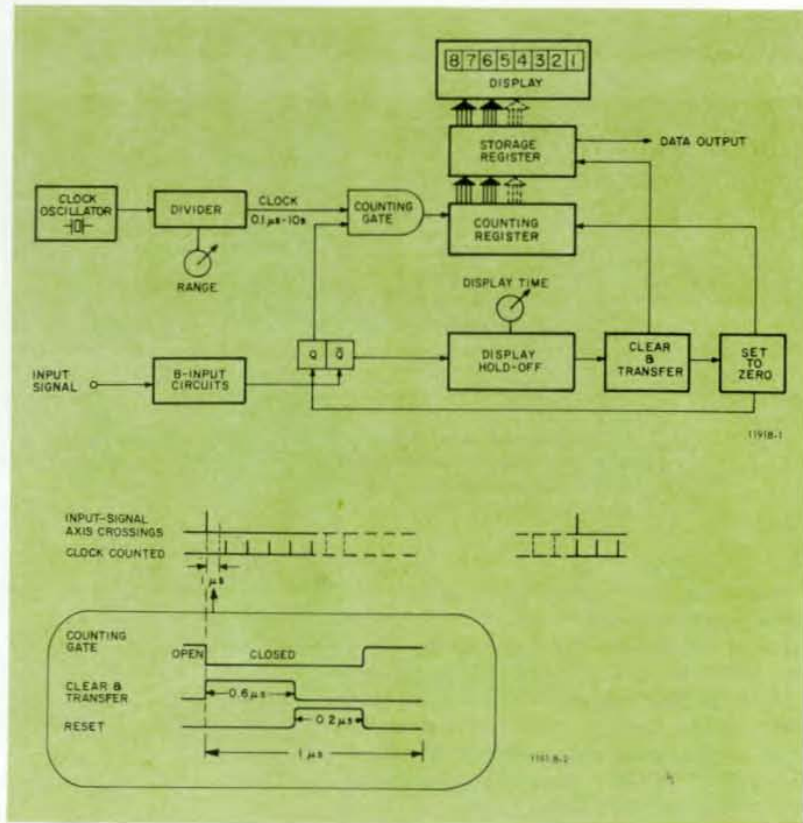 8 7 6 5 4 3 2 1
DISPLAY
STORAGE
REGISTER
DATA OUTPUT
CLOCK
OSCILLATOR
DIVIDER
CLOCK
0.1 μs-10s
COUNTING
GATE
COUNTING
REGISTER
RANGE
DISPLAY TIME
INPUT
SIGNAL
B-INPUT
CIRCUITS
Q Q̄
DISPLAY
HOLD-OFF
CLEAR
&
TRANSFER
SET
TO
ZERO
11918-1
INPUT-SIGNAL
AXIS CROSSINGS
CLOCK COUNTED
1 μs
COUNTING
GATE
OPEN
CLOSED
CLEAR &
TRANSFER
0.6 μs
RESET
0.2 μs
1 μs